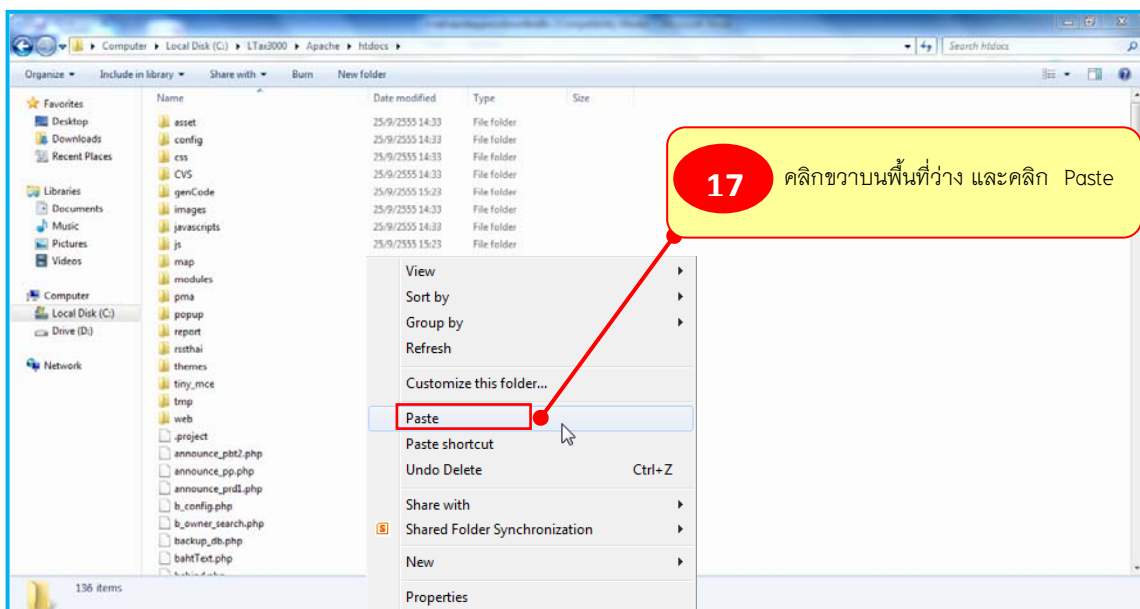 Computer ▸ Local Disk (C:) ▸ LTax3000 ▸ Apache ▸ htdocs ▸
Search htdocs
Organize Include in library Share with Burn New folder
Favorites
Desktop
Downloads
Recent Places
Libraries
Documents
Music
Pictures
Videos
Computer
Local Disk (C:)
Drive (D:)
Network
Name Date modified Type Size
asset 25/9/2555 14:33 File folder
config 25/9/2555 14:33 File folder
css 25/9/2555 14:33 File folder
CVS 25/9/2555 14:33 File folder
genCode 25/9/2555 15:23 File folder
images 25/9/2555 14:33 File folder
javascripts 25/9/2555 14:33 File folder
js 25/9/2555 15:23 File folder
map
modules
pma
popup
report
rssthai
themes
tiny_mce
tmp
web
.project
announce_pbt2.php
announce_pp.php
announce_prd1.php
b_config.php
b_owner_search.php
backup_db.php
bahtText.php
136 items
17 คลิกขวาบนพื้นที่ว่าง และคลิก Paste
View
Sort by
Group by
Refresh
Customize this folder...
Paste
Paste shortcut
Undo Delete Ctrl+Z
Share with
Shared Folder Synchronization
New
Properties